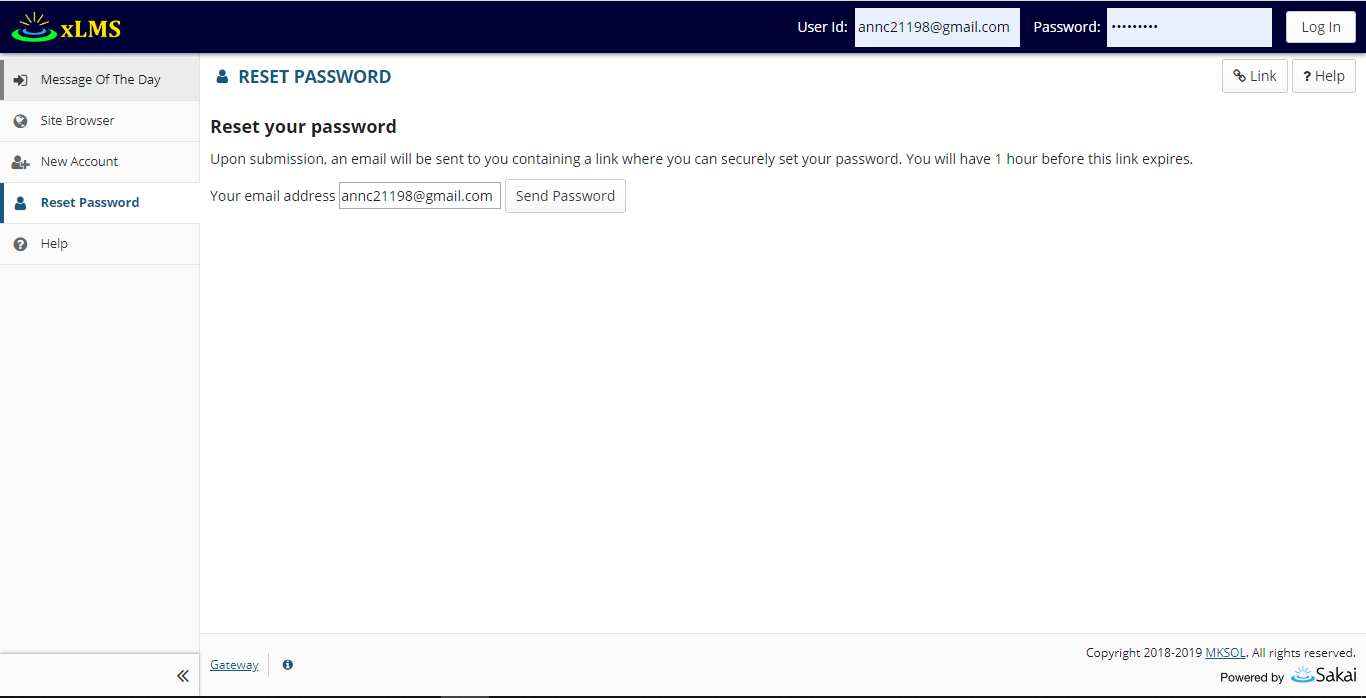 xLMS
User Id: annc21198@gmail.com Password: ••••••••• Log In
Message Of The Day
Site Browser
New Account
Reset Password
Help
RESET PASSWORD
Link ? Help
Reset your password
Upon submission, an email will be sent to you containing a link where you can securely set your password. You will have 1 hour before this link expires.
Your email address annc21198@gmail.com Send Password
Gateway
Copyright 2018-2019 MKSOL. All rights reserved.
Powered by Sakai